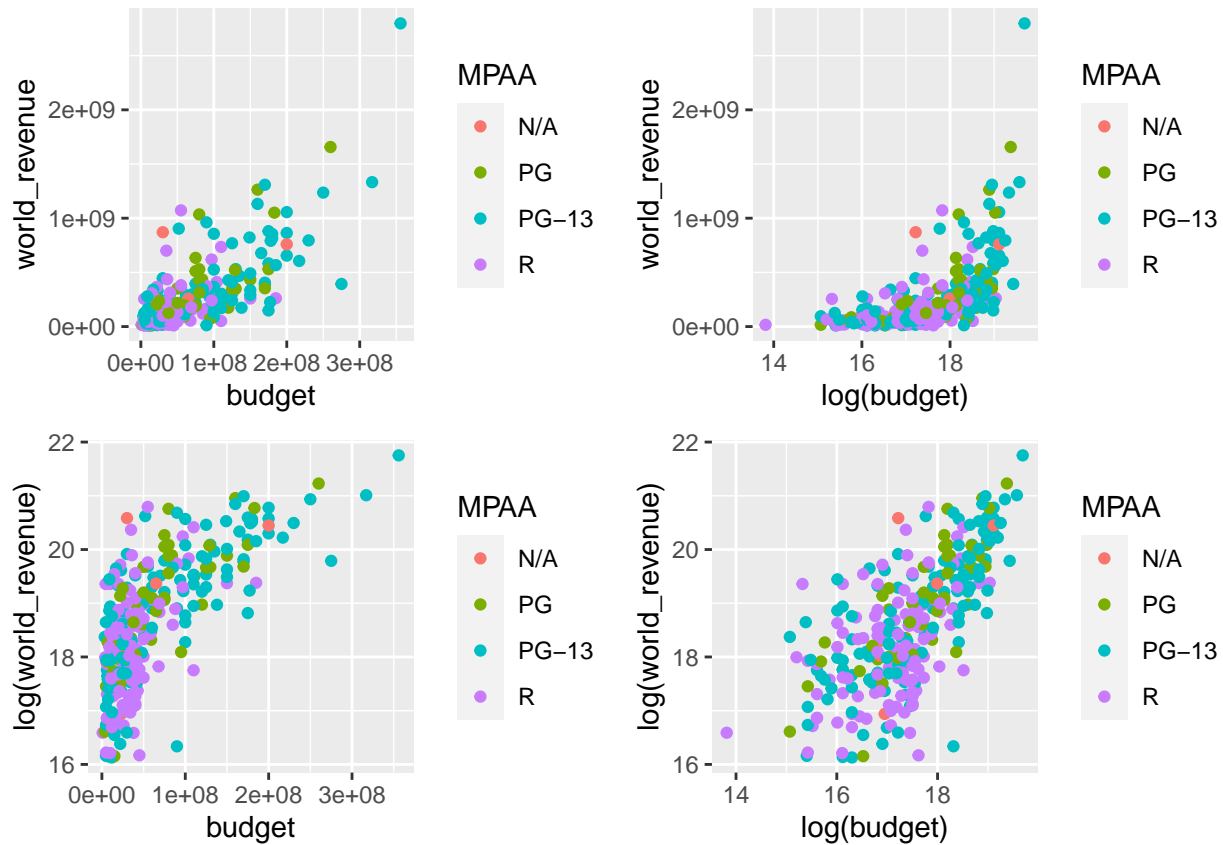 world_revenue
2e+09
1e+09
0e+00
0e+00 1e+08 2e+08 3e+08
budget
MPAA
N/A
PG
PG−13
R
world_revenue
2e+09
1e+09
0e+00
14 16 18
log(budget)
MPAA
N/A
PG
PG−13
R
log(world_revenue)
22
20
18
16
0e+00 1e+08 2e+08 3e+08
budget
MPAA
N/A
PG
PG−13
R
log(world_revenue)
22
20
18
16
14 16 18
log(budget)
MPAA
N/A
PG
PG−13
R